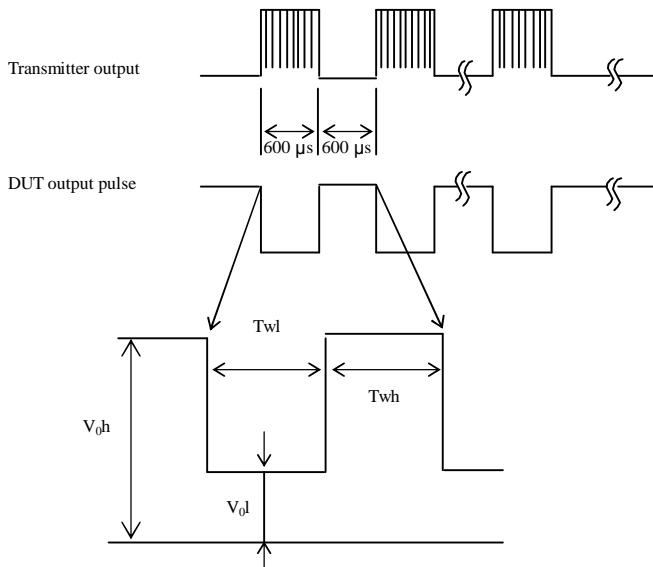 Transmitter output
600 µs 600 µs
DUT output pulse
Twl
Twh
V₀h
V₀l